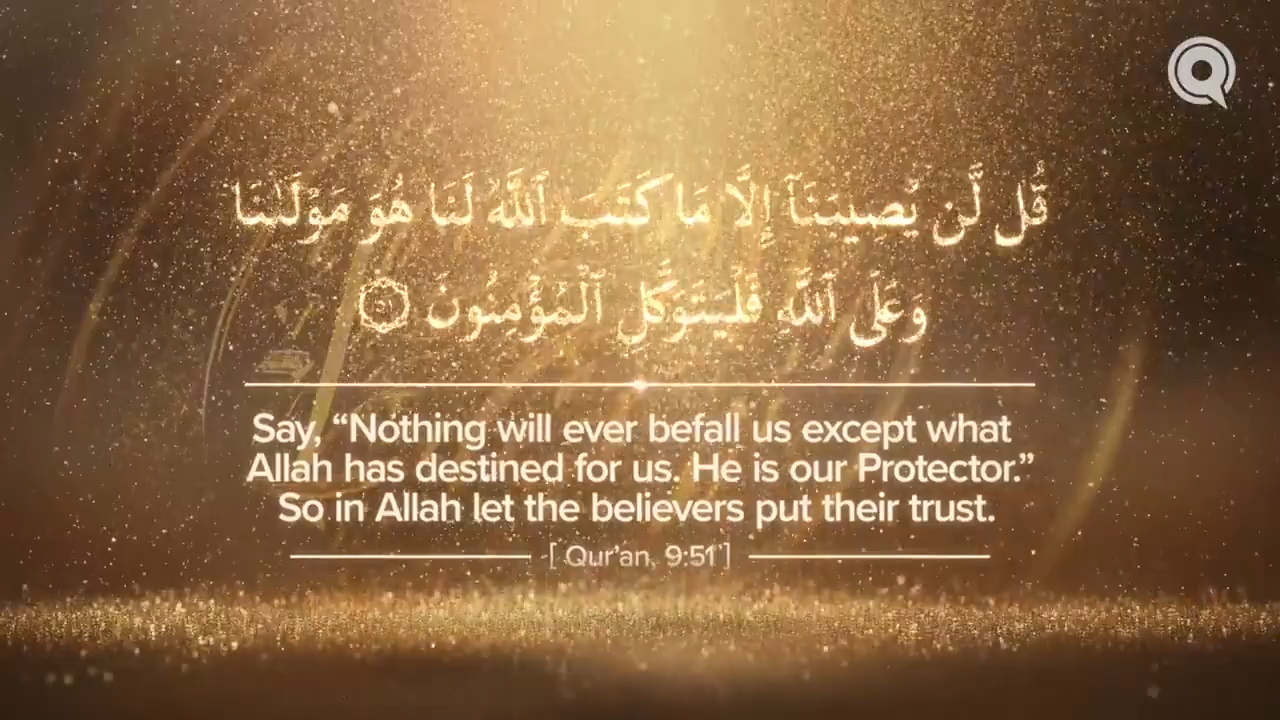 قُل لَّن يُصِيبَنَآ إِلَّا مَا كَتَبَ ٱللَّهُ لَنَا هُوَ مَوْلَىٰنَا
وَعَلَى ٱللَّهِ فَلْيَتَوَكَّلِ ٱلْمُؤْمِنُونَ ۝٥١
Say, “Nothing will ever befall us except what
Allah has destined for us. He is our Protector.”
So in Allah let the believers put their trust.
[ Qur’an, 9:51 ]